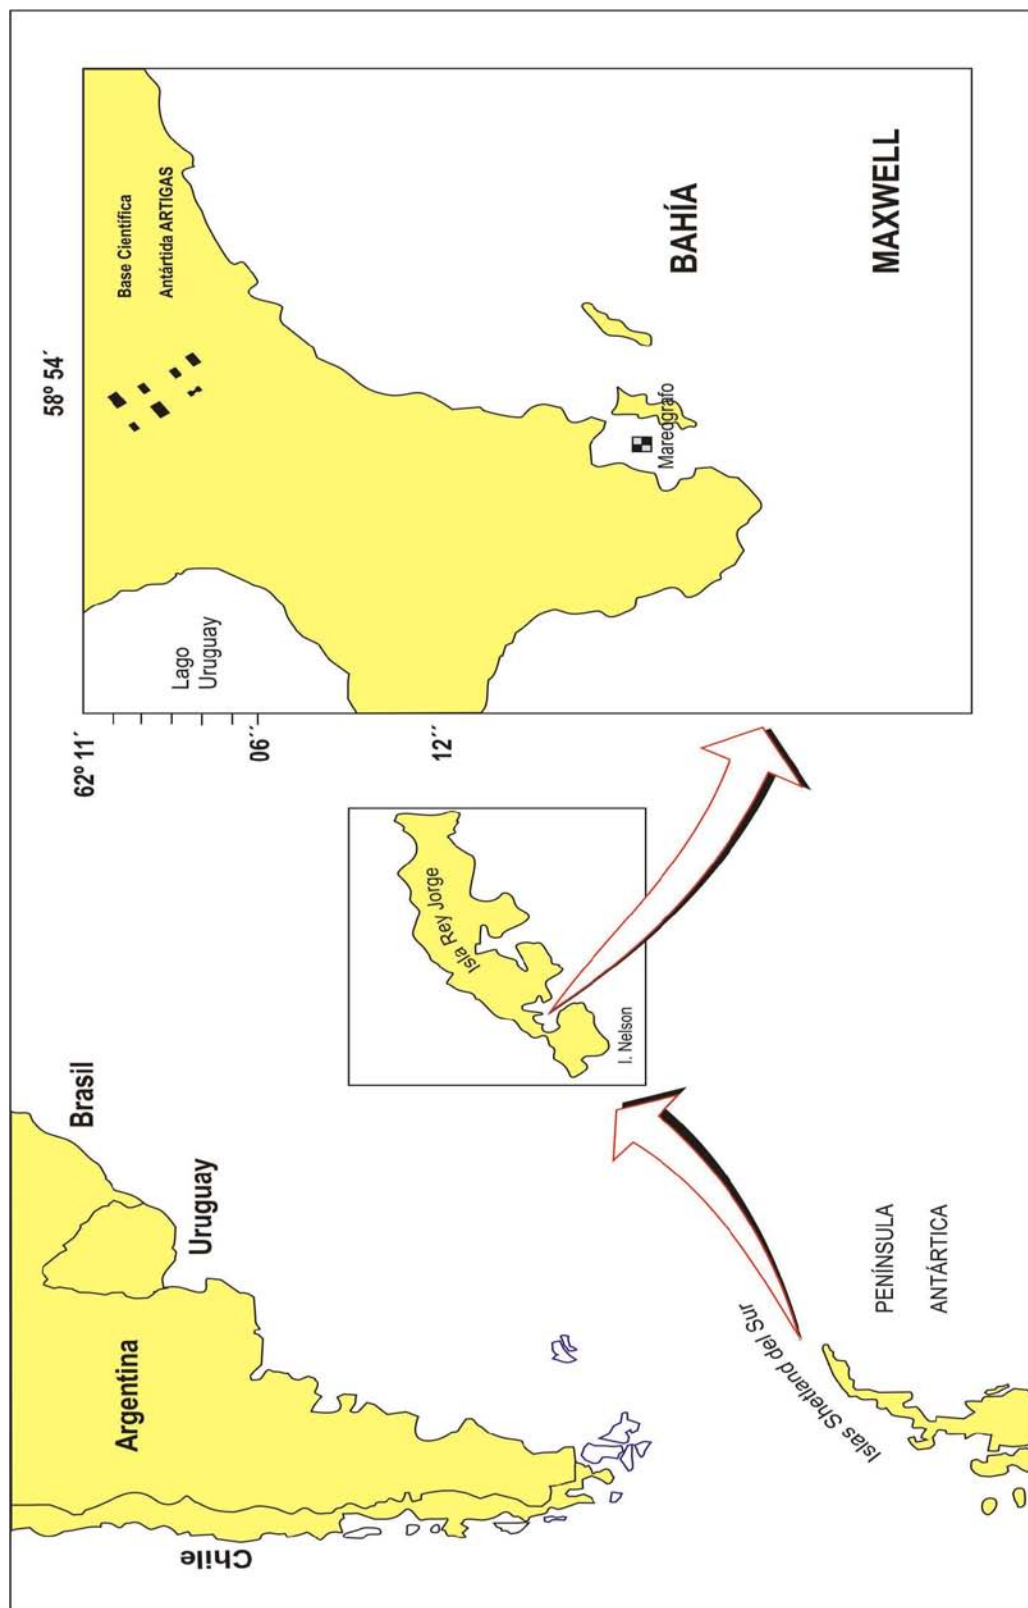 Chile
Argentina
Uruguay
Brasil
Islas Shetland del Sur
PENÍNSULA
ANTÁRTICA
Isla Rey Jorge
I. Nelson
62º 11´
06´´
12´´
58º 54´
Lago
Uruguay
Base Científica
Antártida ARTIGAS
Mareografo
BAHÍA
MAXWELL